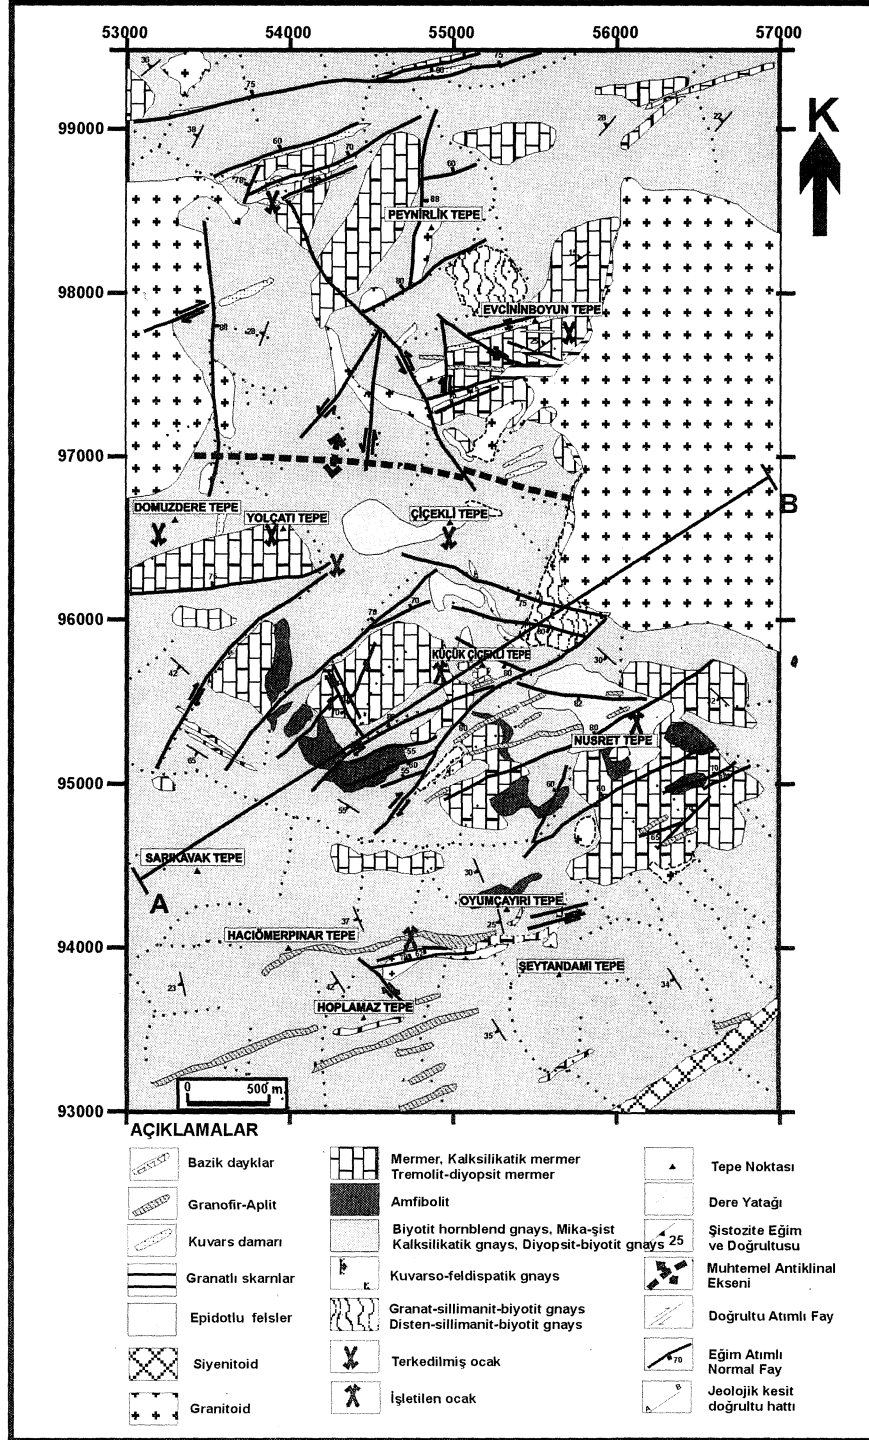 53000 54000 55000 56000 57000
99000
98000
97000
96000
95000
94000
93000
K
PEYNİRLİK TEPE
EVCİNİNBOYUN TEPE
DOMUZDERE TEPE
YOLÇATI TEPE
ÇİÇEKLİ TEPE
B
KÜÇÜK ÇİÇEKLİ TEPE
NUSRET TEPE
SARIKAVAK TEPE
A
OYUMÇAYIRI TEPE
HACIÖMERPINAR TEPE
ŞEYTANDAMI TEPE
HOPLAMAZ TEPE
0 500 m.
AÇIKLAMALAR
Bazik dayklar
Granofir-Aplit
Kuvars damarı
Granatlı skarnlar
Epidotlu felsler
Siyenitoid
Granitoid
Mermer, Kalksilikatik mermer
Tremolit-diyopsit mermer
Amfibolit
Biyotit hornblend gnays, Mika-şist
Kalksilikatik gnays, Diyopsit-biyotit gnays
Kuvarso-feldispatik gnays
Granat-sillimanit-biyotit gnays
Disten-sillimanit-biyotit gnays
Terkedilmiş ocak
İşletilen ocak
Tepe Noktası
Dere Yatağı
25
Şistozite Eğim
ve Doğrultusu
Muhtemel Antiklinal
Ekseni
Doğrultu Atımlı Fay
70
Eğim Atımlı
Normal Fay
A B
Jeolojik kesit
doğrultu hattı